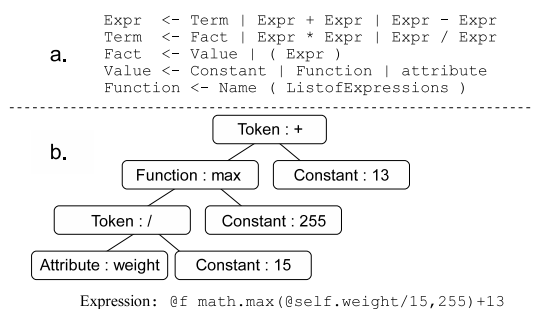 Expr <- Term | Expr + Expr | Expr - Expr
Term <- Fact | Expr * Expr | Expr / Expr
a.
Fact <- Value | ( Expr )
Value <- Constant | Function | attribute
Function <- Name ( ListofExpressions )
b.
Token : +
Function : max
Constant : 13
Token : /
Constant : 255
Attribute : weight
Constant : 15
Expression: @f math.max(@self.weight/15,255)+13